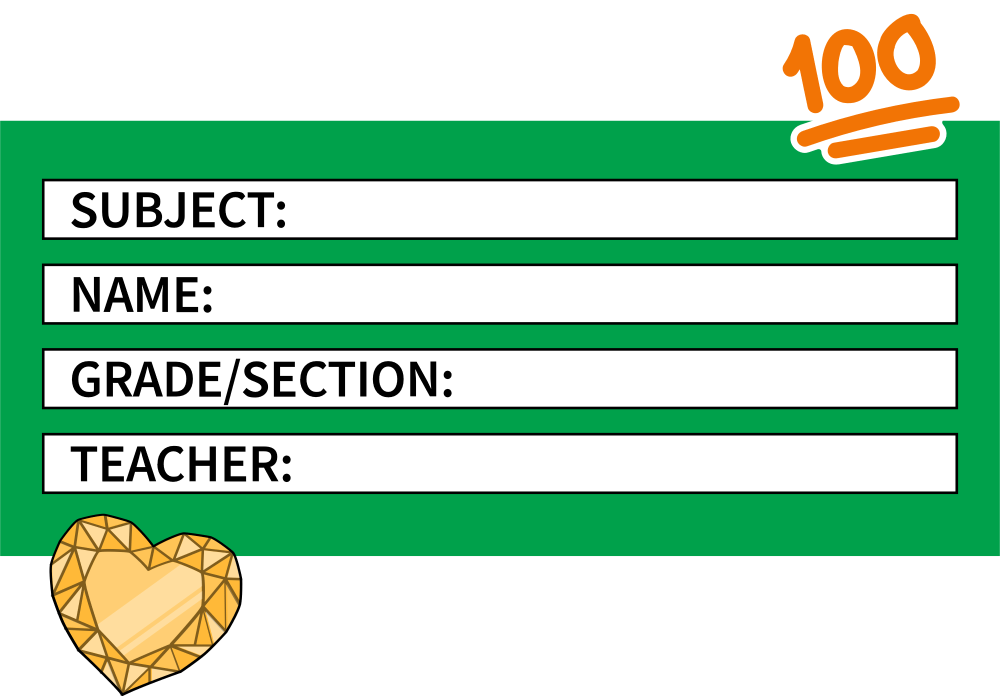 100
SUBJECT:
NAME:
GRADE/SECTION:
TEACHER: